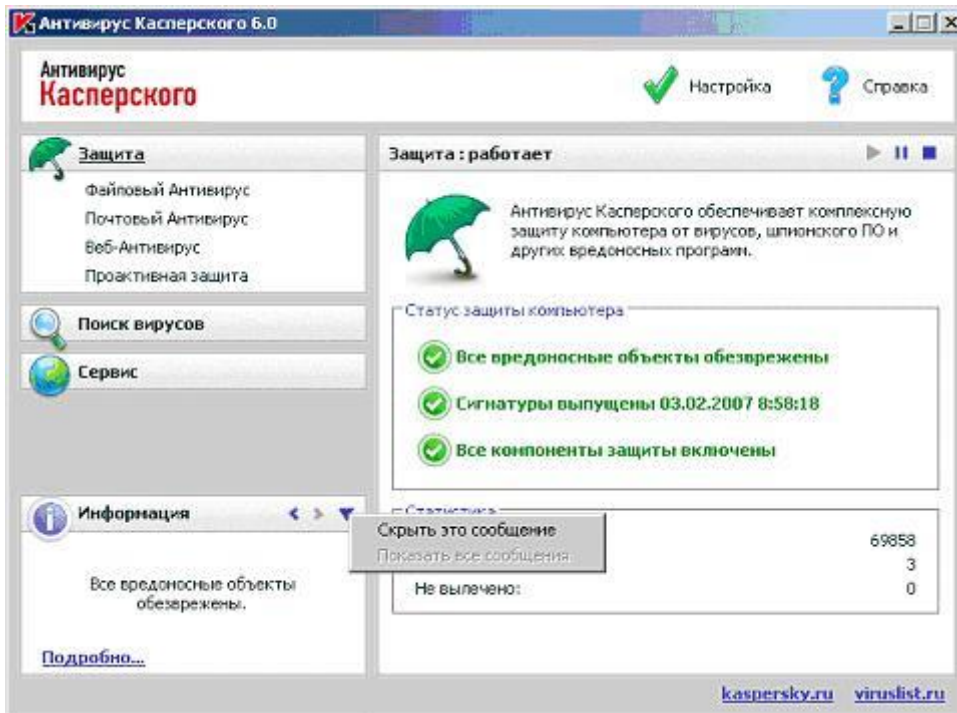 Антивирус Касперского 6.0
Антивирус
Касперского
Настройка
Справка
Защита
Файловый Антивирус
Почтовый Антивирус
Веб-Антивирус
Проактивная защита
Поиск вирусов
Сервис
Информация
Все вредоносные объекты
обезврежены.
Подробно...
Защита : работает
Антивирус Касперского обеспечивает комплексную
защиту компьютера от вирусов, шпионского ПО и
других вредоносных программ.
Статус защиты компьютера
Все вредоносные объекты обезврежены
Сигнатуры выпущены 03.02.2007 8:58:18
Все компоненты защиты включены
Статистика
Скрыть это сообщение
Показать все сообщения
69858
3
Не вылечено: 0
kaspersky.ru viruslist.ru